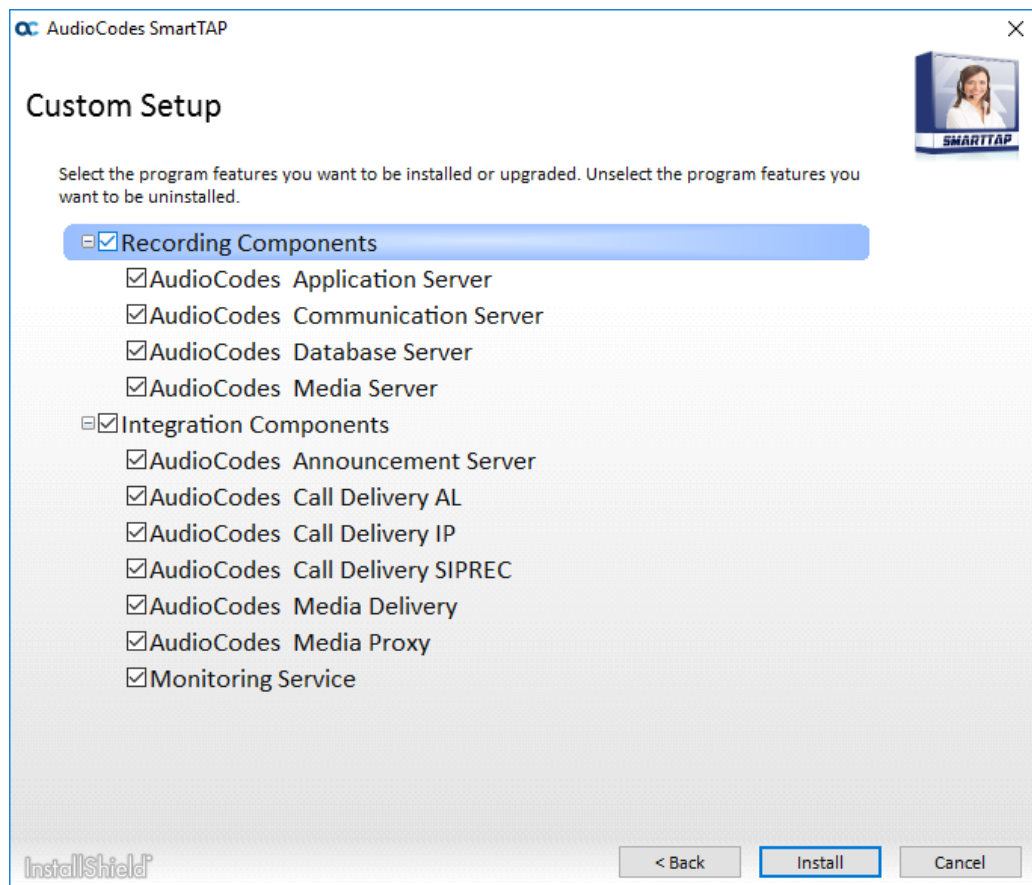 AudioCodes SmartTAP
Custom Setup
SMARTTAP
Select the program features you want to be installed or upgraded. Unselect the program features you
want to be uninstalled.
Recording Components
AudioCodes Application Server
AudioCodes Communication Server
AudioCodes Database Server
AudioCodes Media Server
Integration Components
AudioCodes Announcement Server
AudioCodes Call Delivery AL
AudioCodes Call Delivery IP
AudioCodes Call Delivery SIPREC
AudioCodes Media Delivery
AudioCodes Media Proxy
Monitoring Service
InstallShield
< Back Install Cancel